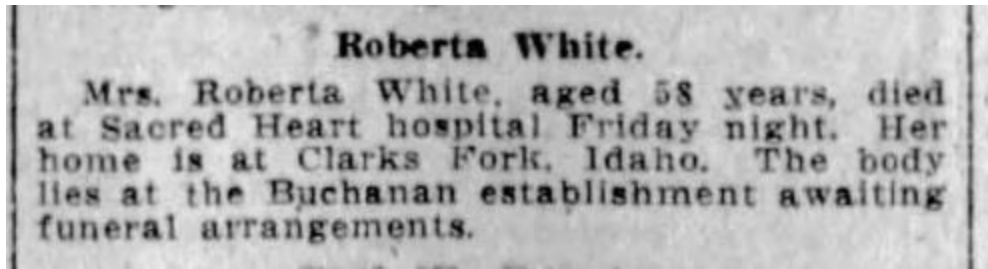 Roberta White.
Mrs. Roberta White, aged 58 years, died
at Sacred Heart hospital Friday night. Her
home is at Clarks Fork, Idaho. The body
lies at the Buchanan establishment awaiting
funeral arrangements.